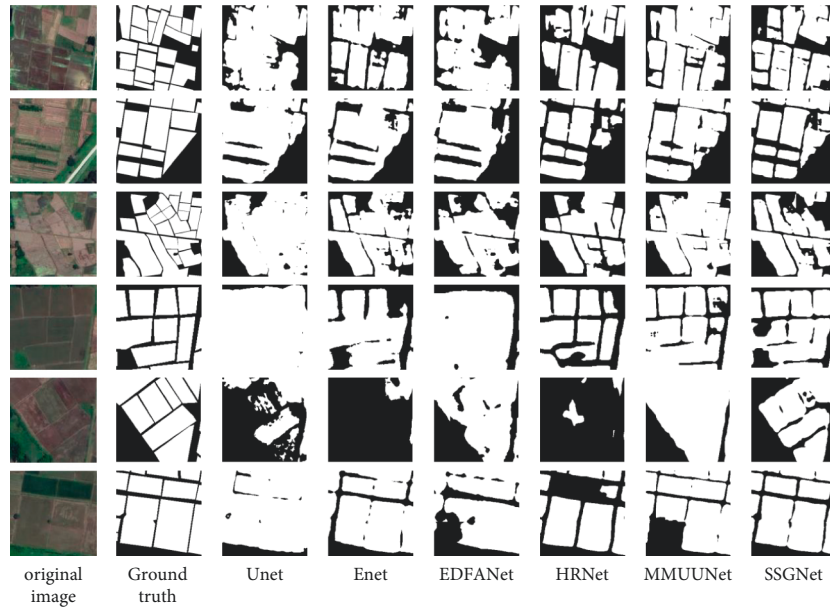 original
image
Ground
truth
Unet
Enet
EDFANet
HRNet
MMUUNet
SSGNet